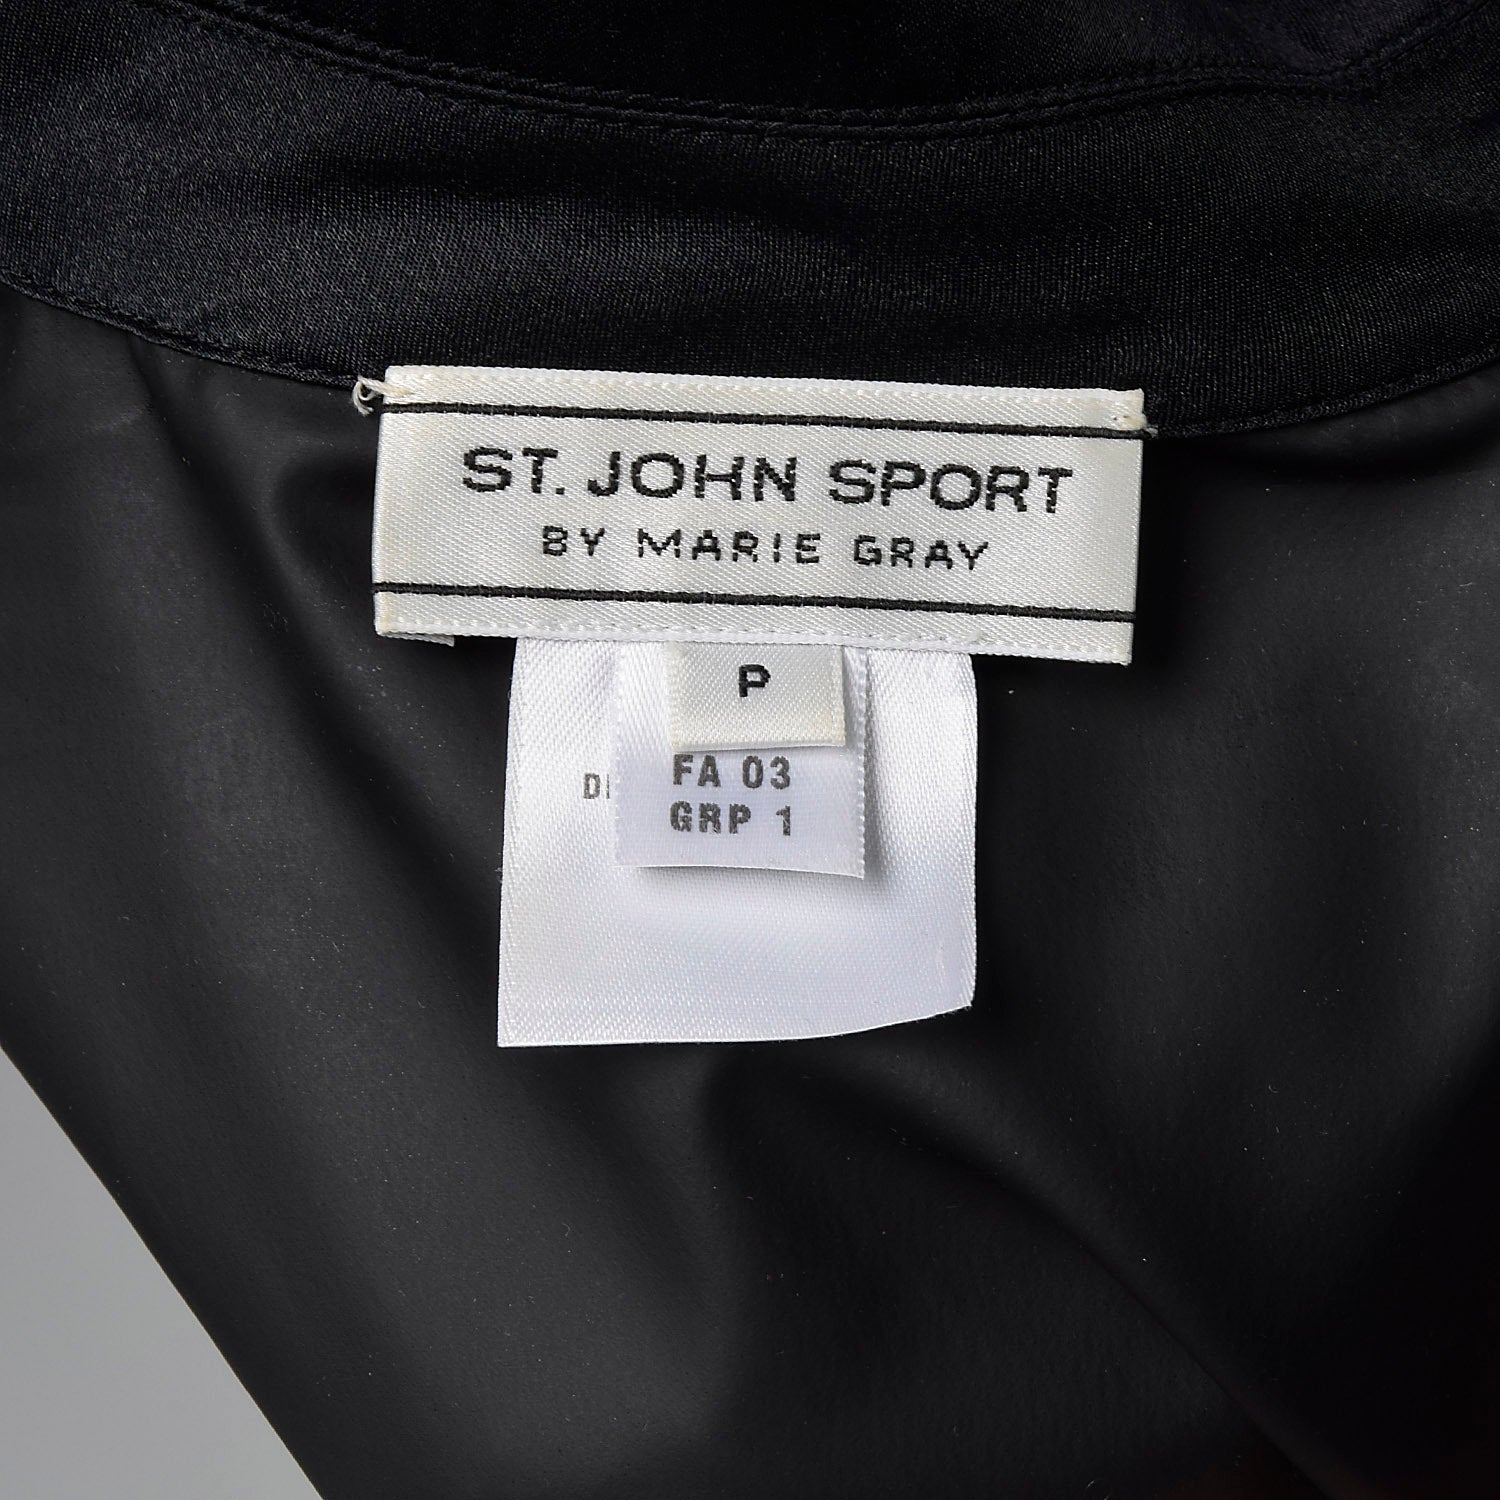 ST. JOHN SPORT
BY MARIE GRAY
P
FA 03
GRP 1